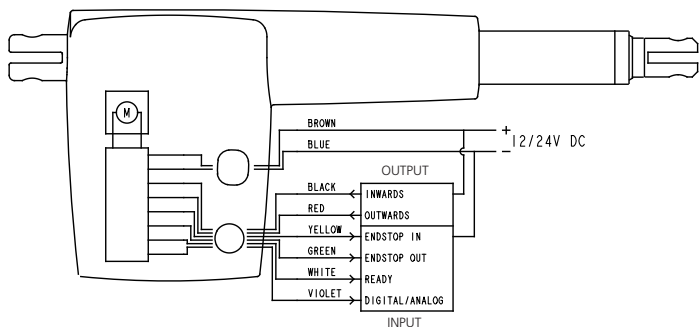 M
BROWN
+
BLUE
12/24V DC
–
OUTPUT
BLACK
INWARDS
RED
OUTWARDS
YELLOW
ENDSTOP IN
GREEN
ENDSTOP OUT
WHITE
READY
VIOLET
DIGITAL/ANALOG
INPUT